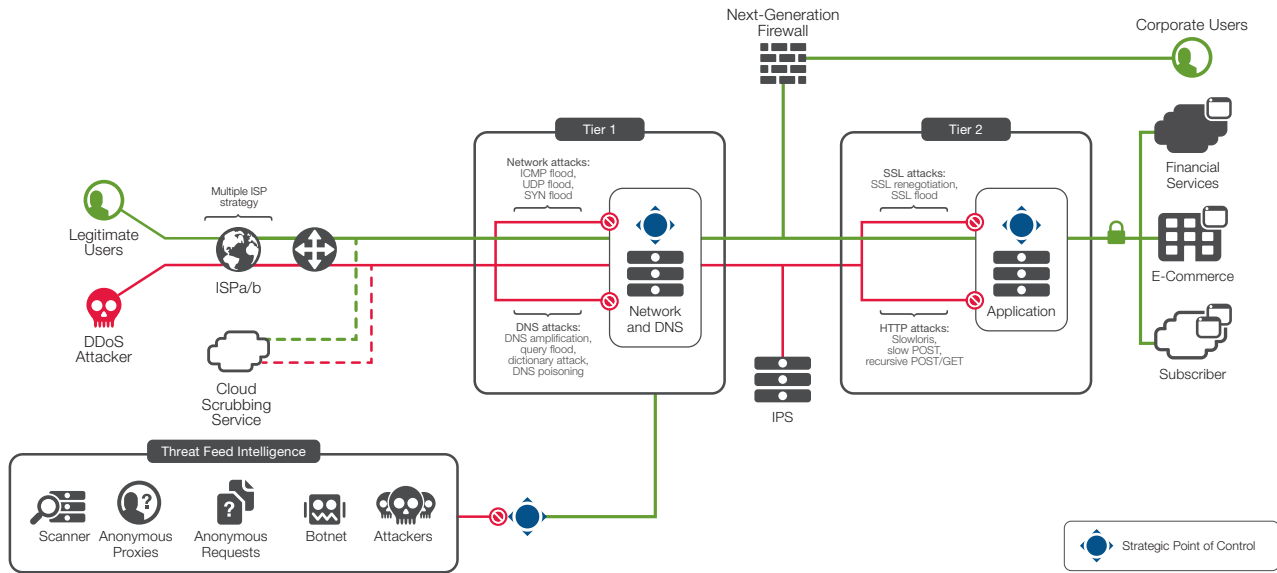 Next-Generation
Firewall
Corporate Users
Tier 1
Tier 2
Network attacks:
ICMP flood,
UDP flood,
SYN flood
SSL attacks:
SSL renegotiation,
SSL flood
Financial
Services
Multiple ISP
strategy
Legitimate
Users
ISPa/b
E-Commerce
Network
and DNS
Application
DDoS
Attacker
DNS attacks:
DNS amplification,
query flood,
dictionary attack,
DNS poisoning
HTTP attacks:
Slowloris,
slow POST,
recursive POST/GET
Subscriber
Cloud
Scrubbing
Service
IPS
Threat Feed Intelligence
?
?
Scanner
Anonymous
Proxies
Anonymous
Requests
Botnet
Attackers
Strategic Point of Control